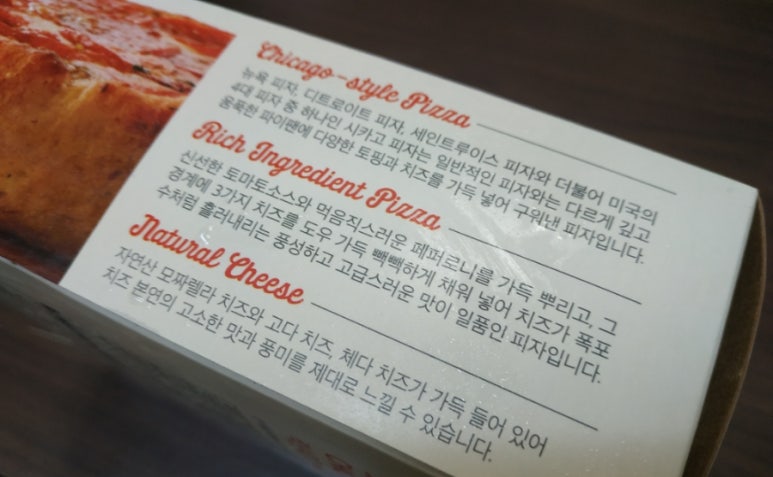 Chicago-style Pizza
뉴욕 피자, 디트로이트 피자, 세인트루이스 피자와 더불어 미국의
4대 피자 중 하나인 시카고 피자는 일반적인 피자와는 다르게 깊고
움푹한 파이팬에 다양한 토핑과 치즈를 가득 넣어 구워낸 피자입니다.
Rich Ingredient Pizza
신선한 토마토소스와 먹음직스러운 페퍼로니를 가득 뿌리고, 그
경계에 3가지 치즈를 도우 가득 빽빽하게 채워 넣어 치즈가 폭포
수처럼 흘러내리는 풍성하고 고급스러운 맛이 일품인 피자입니다.
Natural Cheese
자연산 모짜렐라 치즈와 고다 치즈, 체다 치즈가 가득 들어 있어
치즈 본연의 고소한 맛과 풍미를 제대로 느낄 수 있습니다.